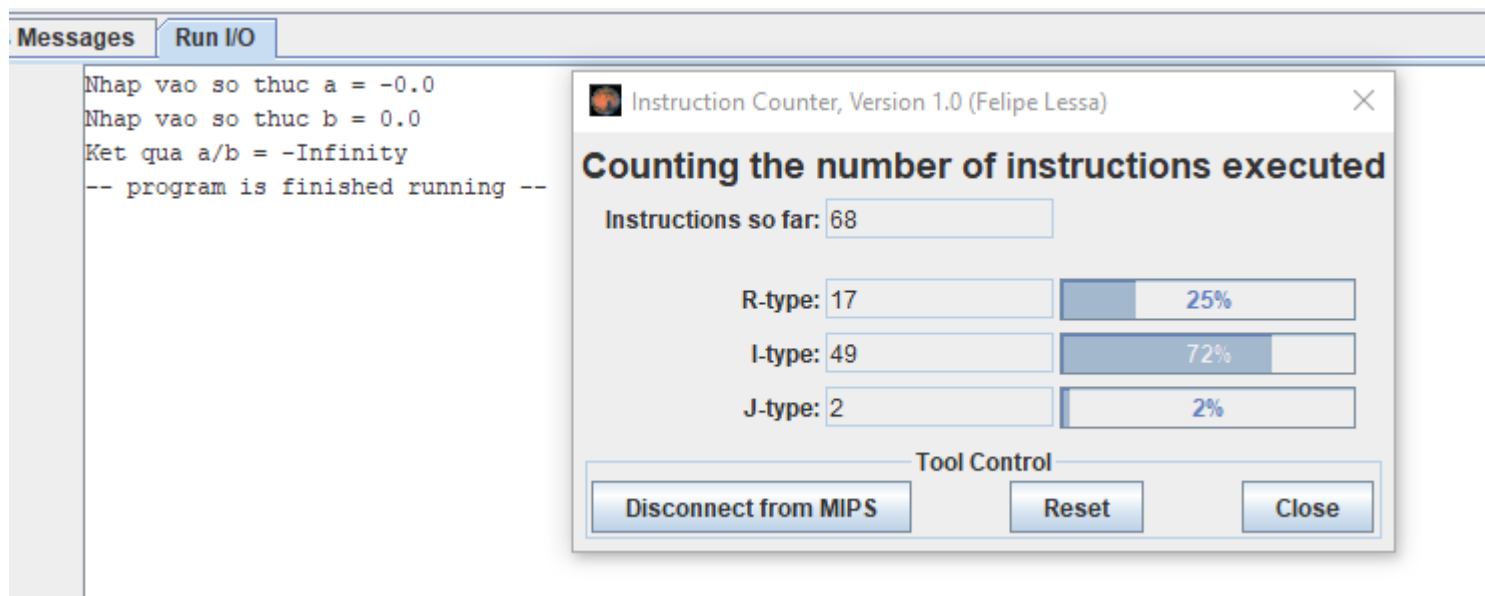 Messages Run I/O
Nhap vao so thuc a = -0.0
Nhap vao so thuc b = 0.0
Ket qua a/b = -Infinity
-- program is finished running --
Instruction Counter, Version 1.0 (Felipe Lessa)
Counting the number of instructions executed
Instructions so far: 68
R-type: 17 25%
I-type: 49 72%
J-type: 2 2%
Tool Control
Disconnect from MIPS Reset Close